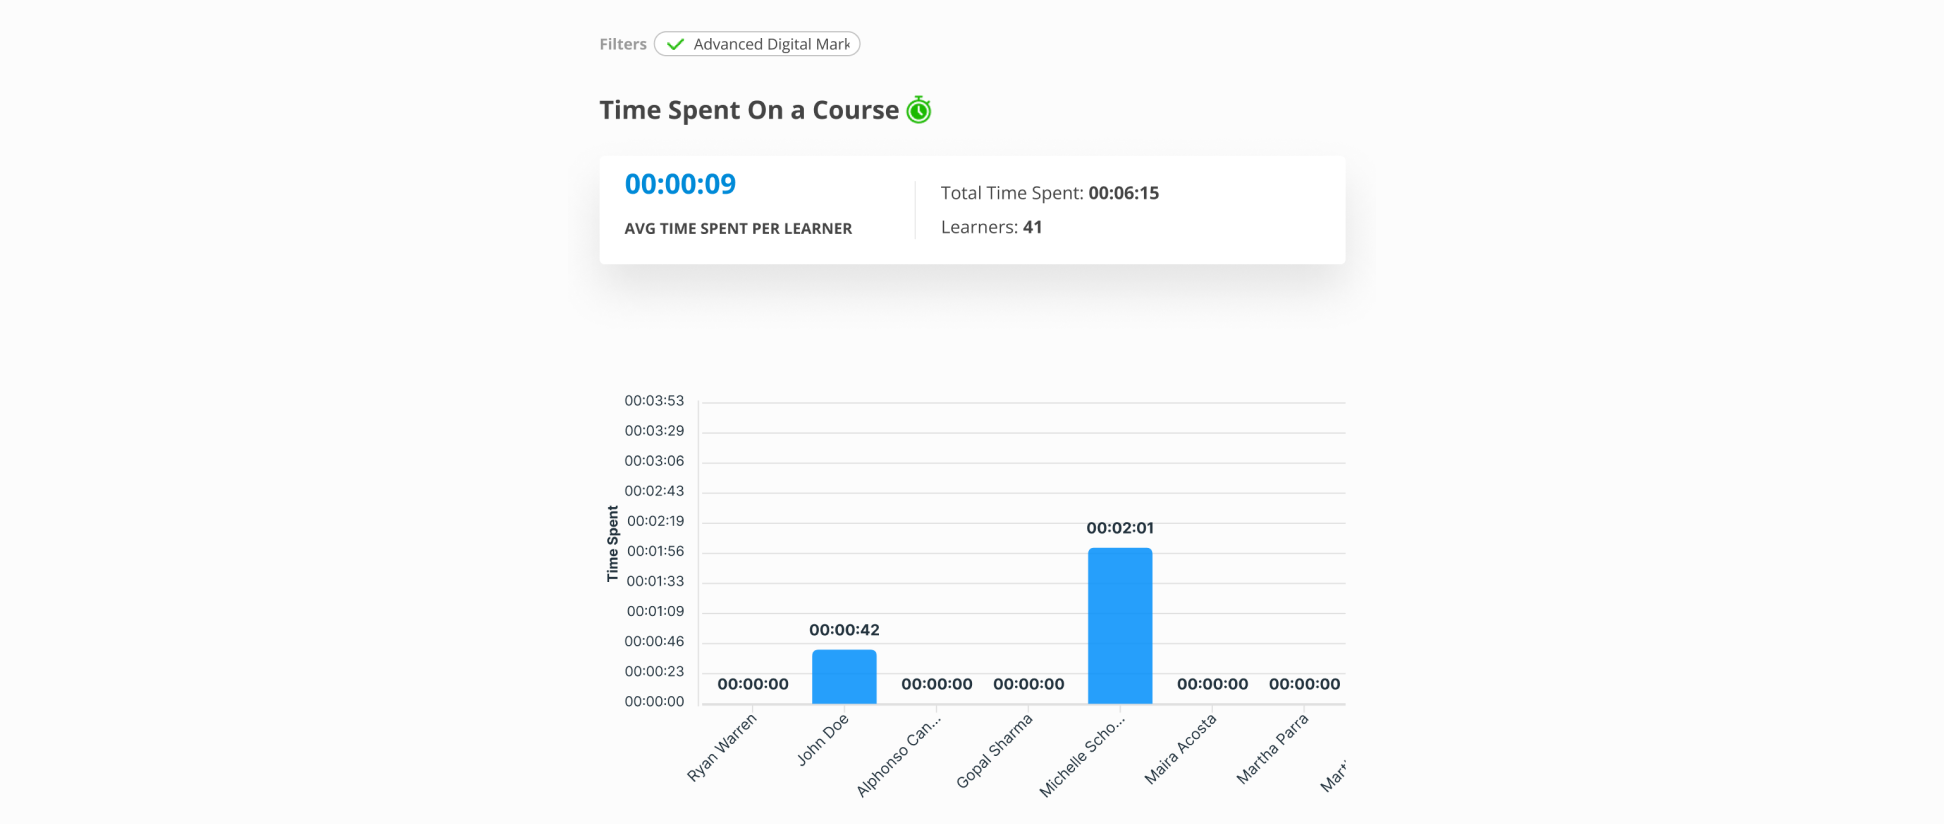 Filters Advanced Digital Mark
Time Spent On a Course
00:00:09
AVG TIME SPENT PER LEARNER
Total Time Spent: 00:06:15
Learners: 41
Time Spent
00:03:53
00:03:29
00:03:06
00:02:43
00:02:19
00:01:56
00:01:33
00:01:09
00:00:46
00:00:23
00:00:00
00:00:00
00:00:42
00:00:00
00:00:00
00:02:01
00:00:00
00:00:00
Ryan Warren
John Doe
Alphonso Can...
Gopal Sharma
Michelle Scho...
Maira Acosta
Martha Parra